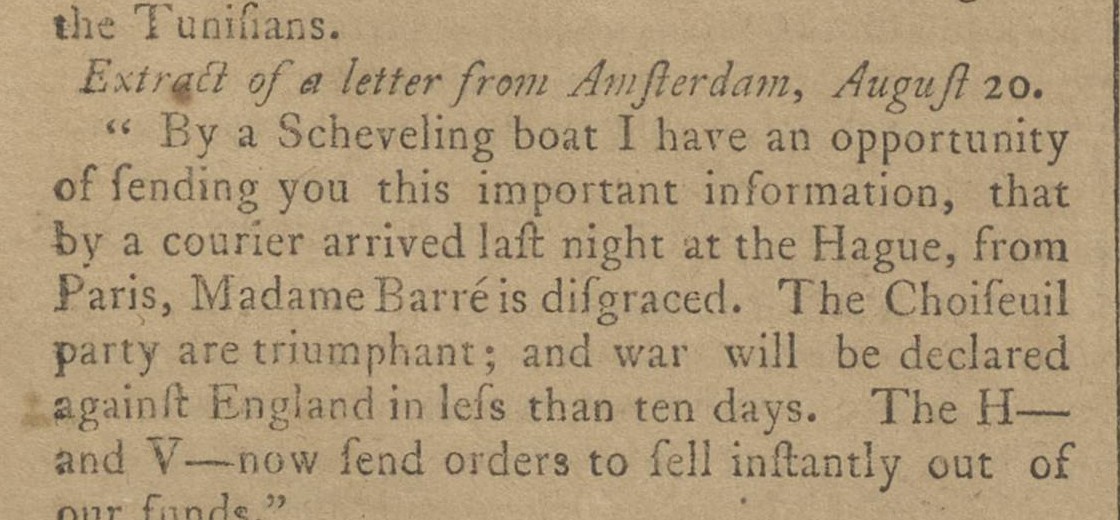 the Tuniſians.
Extract of a letter from Amſterdam, Auguſt 20.
“ By a Scheveling boat I have an opportunity
of ſending you this important information, that
by a courier arrived laſt night at the Hague, from
Paris, Madame Barré is diſgraced. The Choiſeuil
party are triumphant; and war will be declared
againſt England in leſs than ten days. The H—
and V—now ſend orders to ſell inſtantly out of
our funds.”